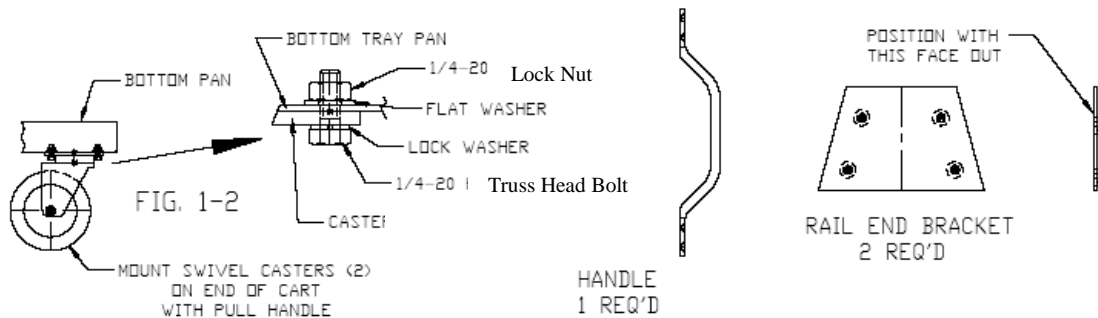 BOTTOM TRAY PAN
1/4-20 Lock Nut
BOTTOM PAN
FLAT WASHER
LOCK WASHER
1/4-20 Truss Head Bolt
FIG. 1-2
CASTER
MOUNT SWIVEL CASTERS (2)
ON END OF CART
WITH PULL HANDLE
HANDLE
1 REQ'D
POSITION WITH
THIS FACE OUT
RAIL END BRACKET
2 REQ'D